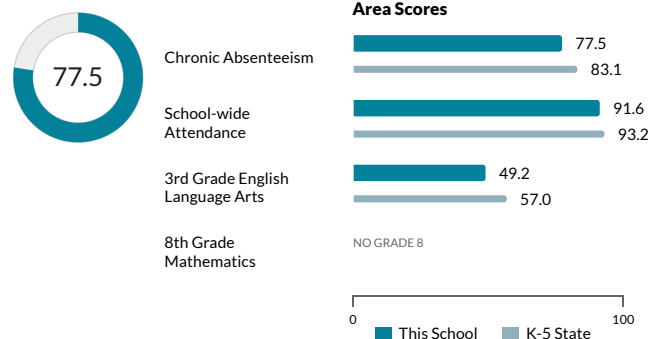 Area Scores
77.5
Chronic Absenteeism
77.5
83.1
School-wide
Attendance
91.6
93.2
3rd Grade English
Language Arts
49.2
57.0
8th Grade
Mathematics
NO GRADE 8
0
100
This School
K-5 State